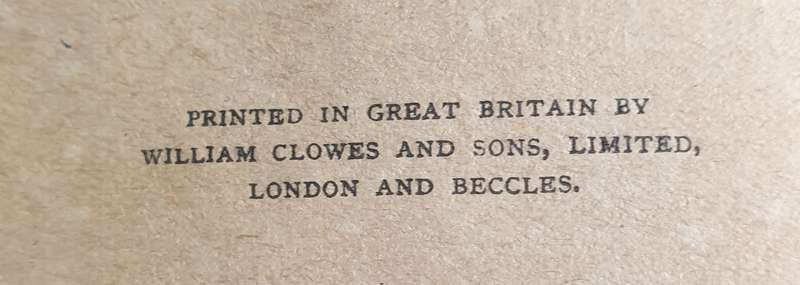 PRINTED IN GREAT BRITAIN BY
WILLIAM CLOWES AND SONS, LIMITED,
LONDON AND BECCLES.